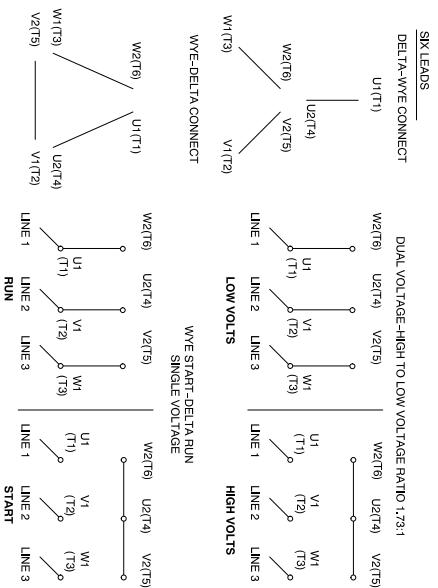 SIX LEADS
DELTA-WYE CONNECT
U1(T1)
U2(T4)
W2(T6) V2(T5)
W1(T3) V1(T2)
DUAL VOLTAGE-HIGH TO LOW VOLTAGE RATIO 1.73:1
W2(T6) U2(T4) V2(T5)
U1 V1 W1
(T1) (T2) (T3)
LINE 1 LINE 2 LINE 3
LOW VOLTS
W2(T6) U2(T4) V2(T5)
U1 V1 W1
(T1) (T2) (T3)
LINE 1 LINE 2 LINE 3
HIGH VOLTS
WYE-DELTA CONNECT
W2(T6) U1(T1)
W1(T3) U2(T4)
V2(T5) V1(T2)
WYE START-DELTA RUN
SINGLE VOLTAGE
W2(T6) U2(T4) V2(T5)
U1 V1 W1
(T1) (T2) (T3)
LINE 1 LINE 2 LINE 3
RUN
W2(T6) U2(T4) V2(T5)
U1 V1 W1
(T1) (T2) (T3)
LINE 1 LINE 2 LINE 3
START